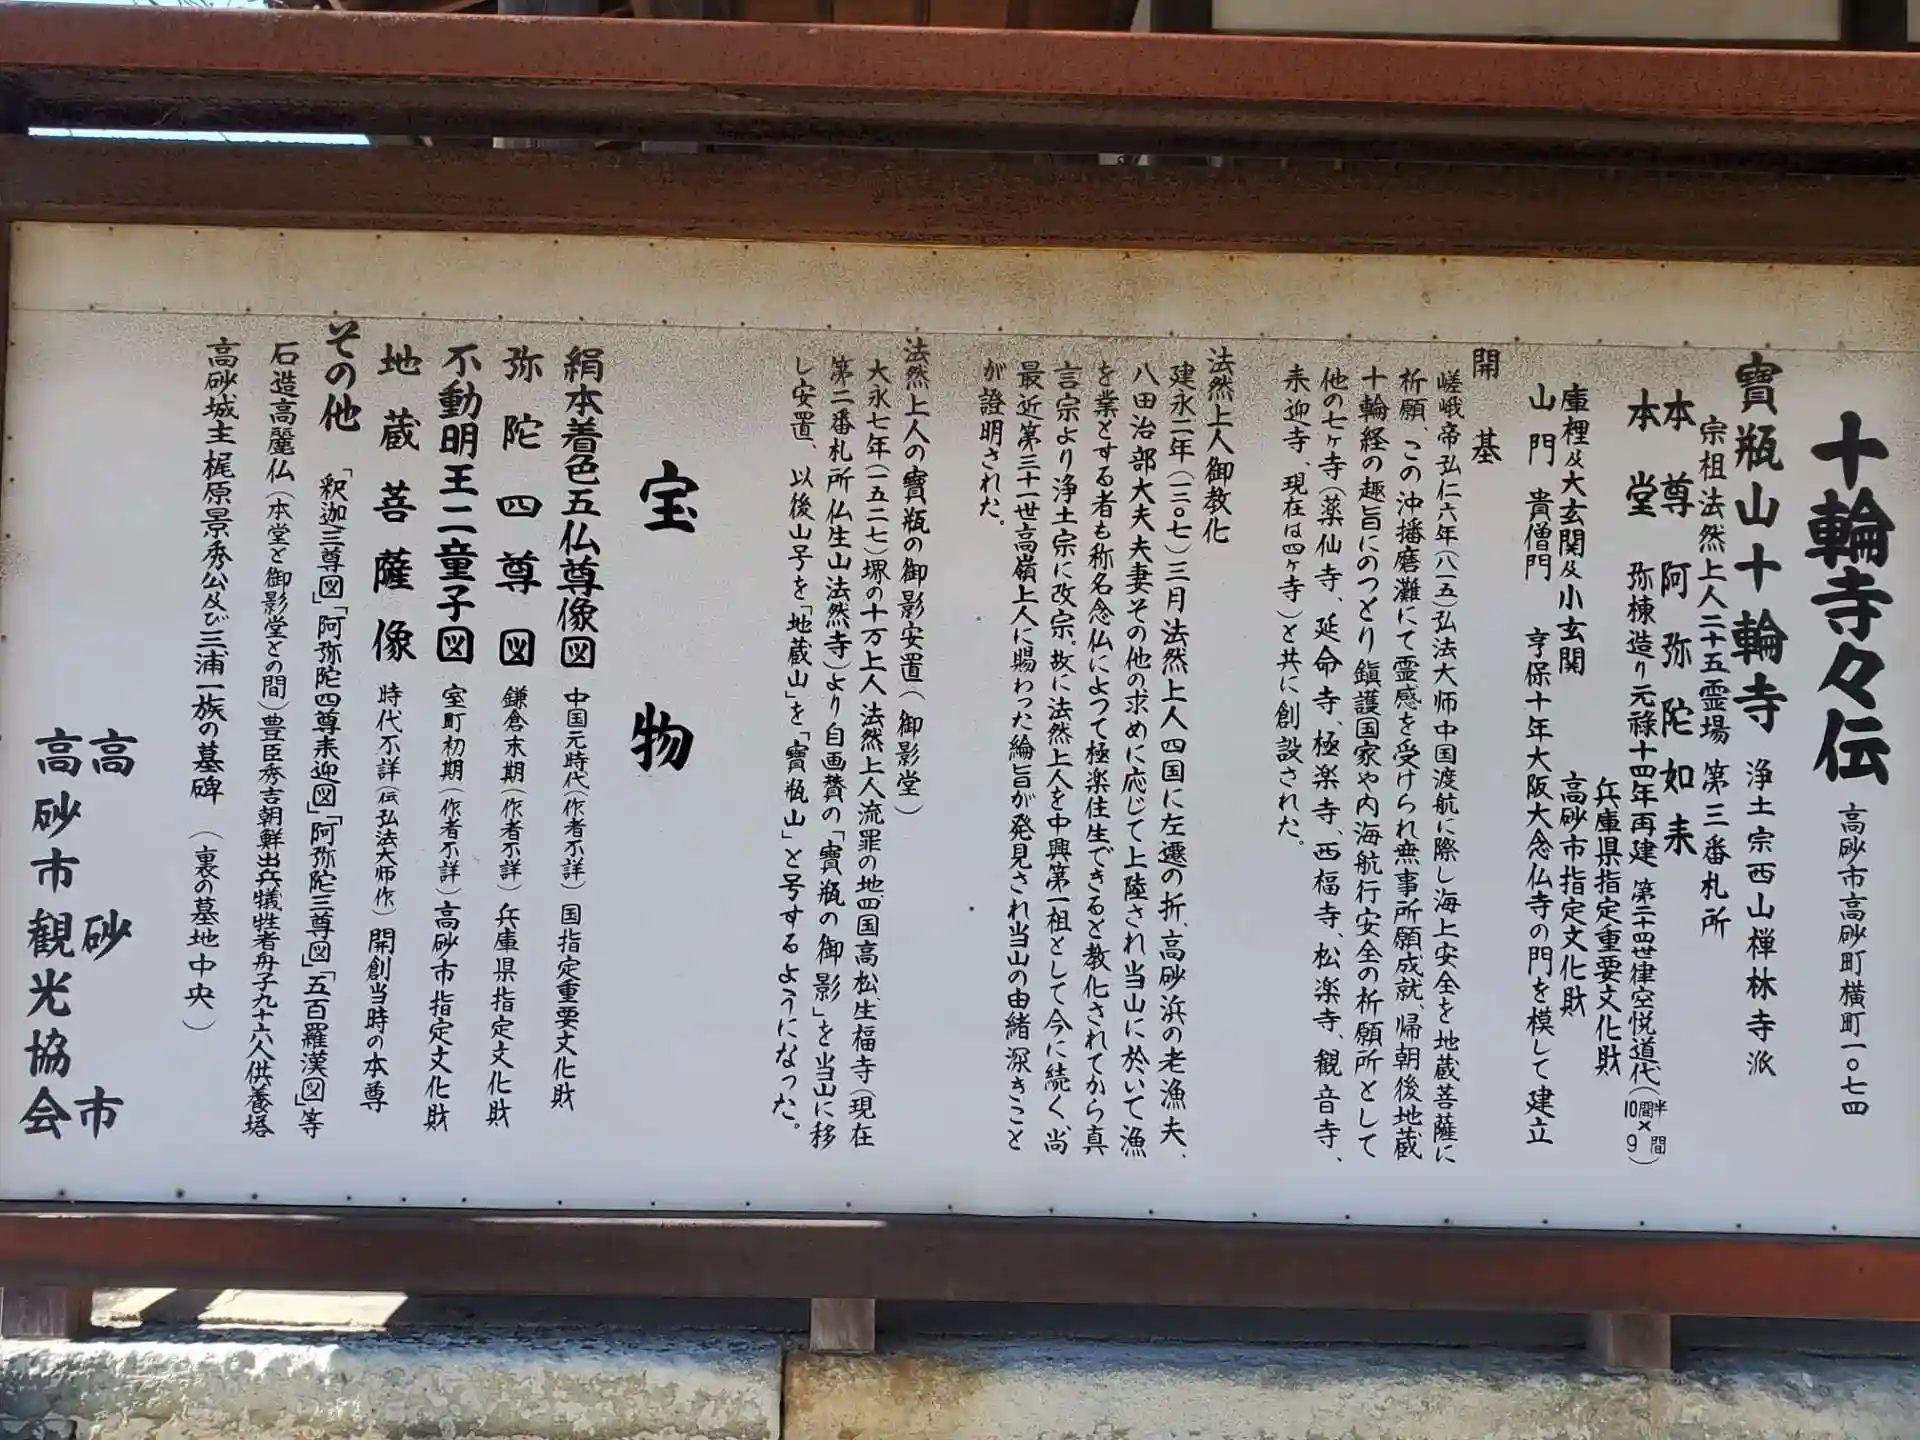 十輪寺々伝 高砂市高砂町横町一〇七四
寶瓶山十輪寺 浄土宗西山禅林寺派
宗祖法然上人二十五霊場 第三番札所
本尊 阿弥陀如来
本堂 弥棟造り元禄十四年再建 第二十四世律空悦道代(10間半×9間)
兵庫県指定重要文化財
高砂市指定文化財
庫裡及大玄関及小玄関
山門 貴僧門 亨保十年大阪大念仏寺の門を模して建立
開基
嵯峨帝弘仁六年(八一五)弘法大师中国渡航に際し海上安全を地蔵菩薩に
祈願、この沖播磨灘にて霊感を受けられ無事所願成就、帰朝後地蔵
十輪経の趣旨にのつとり鎮護国家や内海航行安全の祈願所として
他の七ヶ寺(薬仙寺、延命寺、極楽寺、西福寺、松楽寺、観音寺、
来迎寺、現在は四ヶ寺)と共に創設された。
法然上人御教化
建永二年(一二〇七)三月法然上人四国に左遷の折、高砂浜の老漁夫、
八田治部大夫夫妻その他の求めに応じて上陸され当山に於いて漁
を業とする者も称名念仏によつて極楽住生できると教化されてから真
言宗より浄土宗に改宗。故に法然上人を中興第一祖として今に続く、尚
最近第三十一世高嶺上人に賜わった綸旨が発見され当山の由緒深きこと
が證明された。
法然上人の寶瓶の御影安置(御影堂)
大永七年(一五二七)堺の十万上人法然上人流罪の地、四国高松、生福寺(現在
第二番札所仏生山法然寺)より自画賛の「寶瓶の御影」を当山に移
し安置、以後山号を「地蔵山」を「寶瓶山」と号するようになった。
宝物
絹本着色五仏尊像図 中国元時代(作者不詳)国指定重要文化財
弥陀四尊図 鎌倉末期(作者不詳)兵庫県指定文化財
不動明王二童子図 室町初期(作者不詳)高砂市指定文化財
地蔵菩薩像 時代不詳(伝弘法大师作)開創当時の本尊
その他 「釈迦三尊図」「阿弥陀四尊来迎図」「阿弥陀三尊図」「五百羅漢図」等
石造高麗仏(本堂と御影堂との間)豊臣秀吉朝鮮出兵犠牲者舟子九十六人供養塔
高砂城主梶原景秀公及び三浦一族の墓碑 (裏の墓地中央)
高砂市
高砂市観光協会